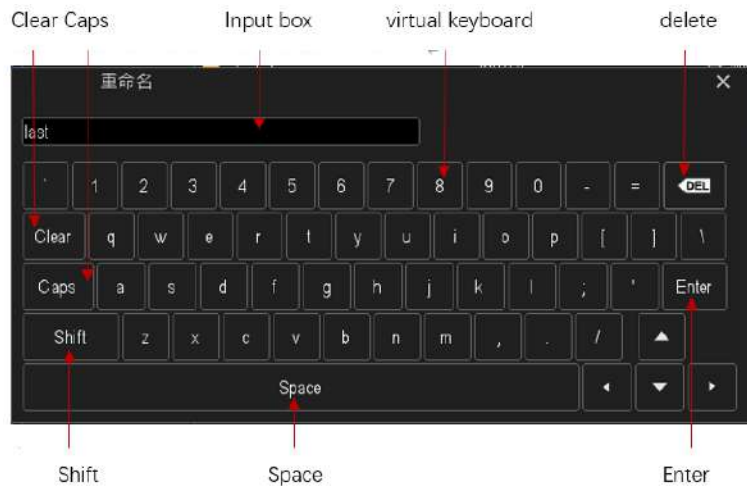 Clear Caps Input box virtual keyboard delete
重命名 ×
last
` 1 2 3 4 5 6 7 8 9 0 - = DEL
Clear q w e r t y u i o p [ ] \
Caps a s d f g h j k l ; ' Enter
Shift z x c v b n m , . /
Space
Shift Space Enter